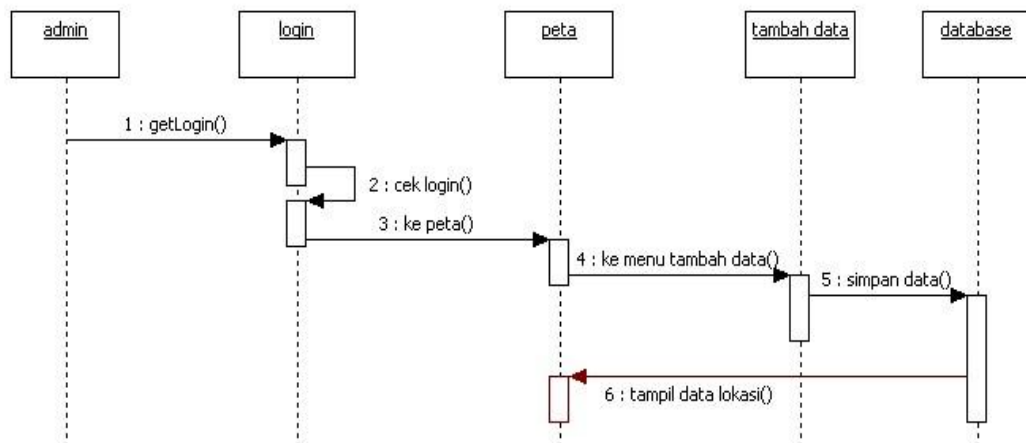 admin
login
peta
tambah data
database
1 : getLogin()
2 : cek login()
3 : ke peta()
4 : ke menu tambah data()
5 : simpan data()
6 : tampil data lokasi()